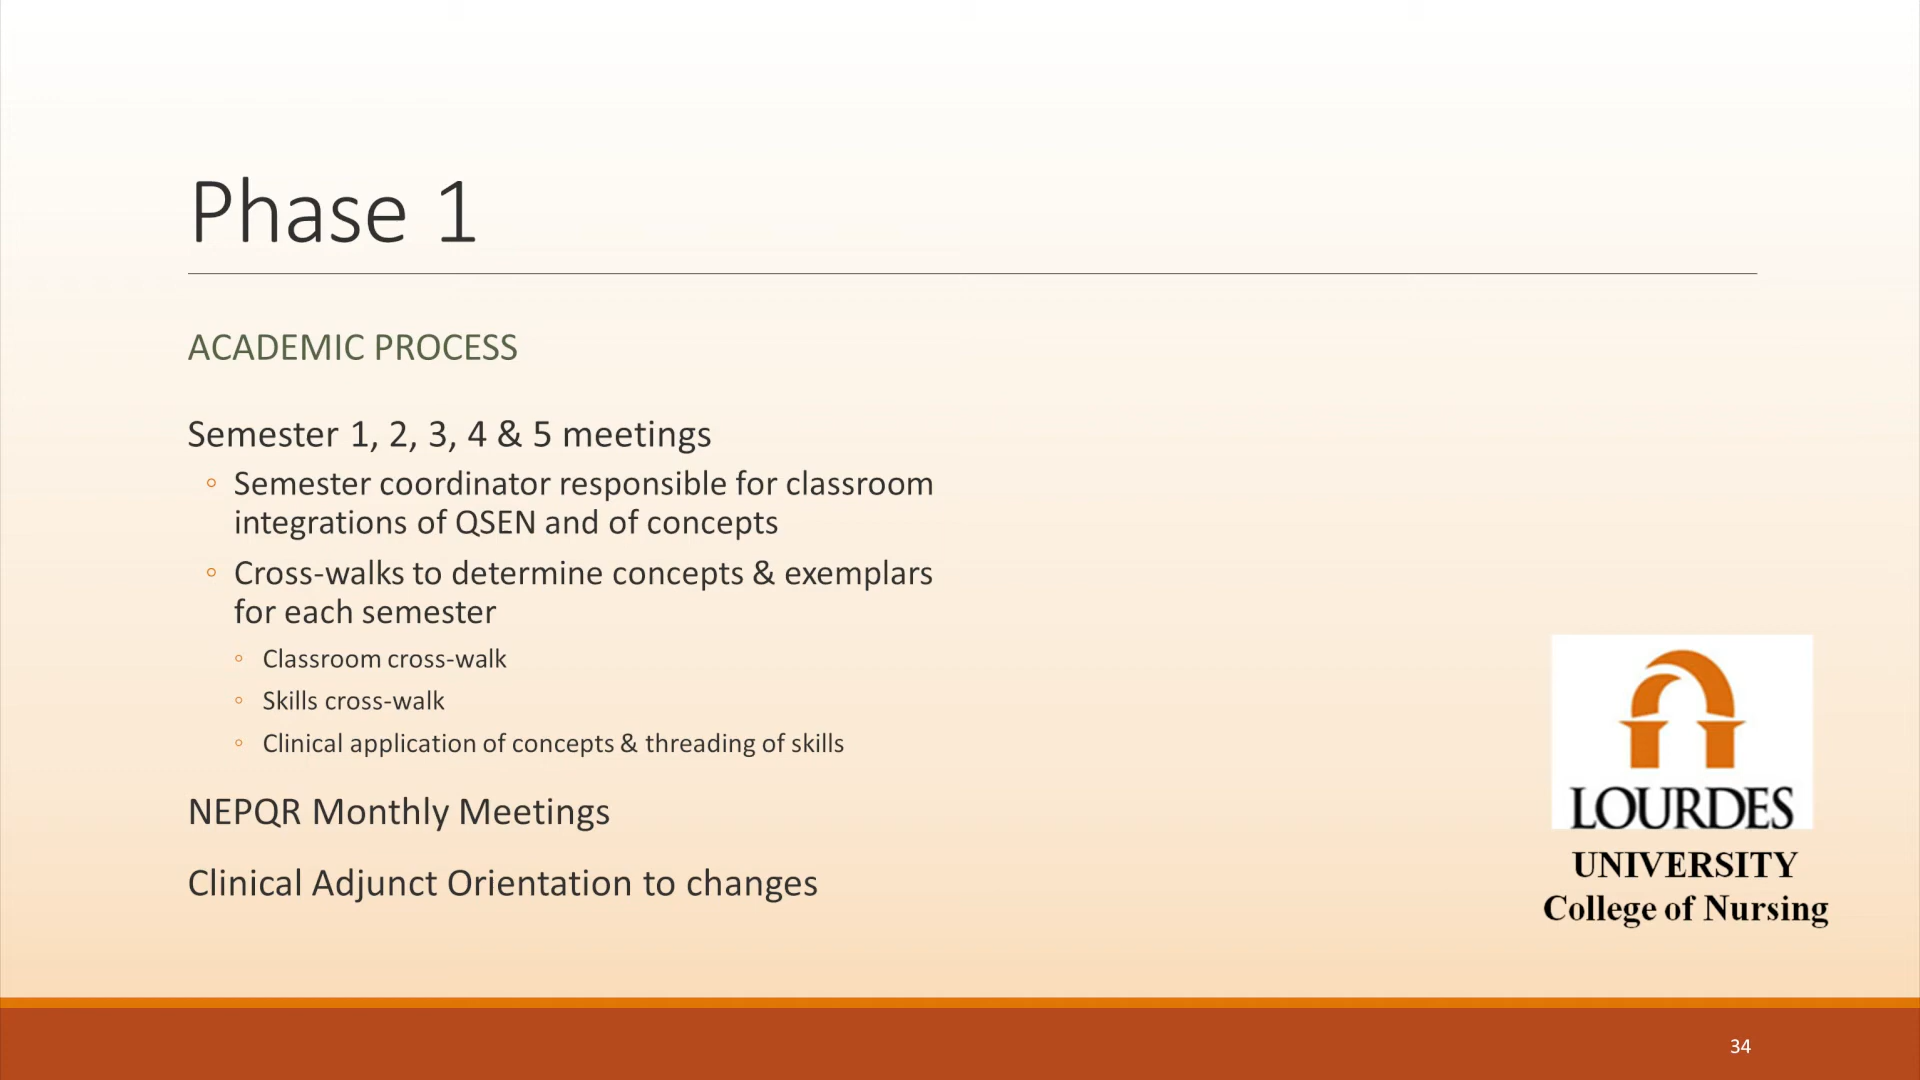 Phase 1
ACADEMIC PROCESS
Semester 1, 2, 3, 4 & 5 meetings
◦ Semester coordinator responsible for classroom
integrations of QSEN and of concepts
◦ Cross-walks to determine concepts & exemplars
for each semester
◦ Classroom cross-walk
◦ Skills cross-walk
◦ Clinical application of concepts & threading of skills
NEPQR Monthly Meetings
Clinical Adjunct Orientation to changes
LOURDES
UNIVERSITY
College of Nursing
34